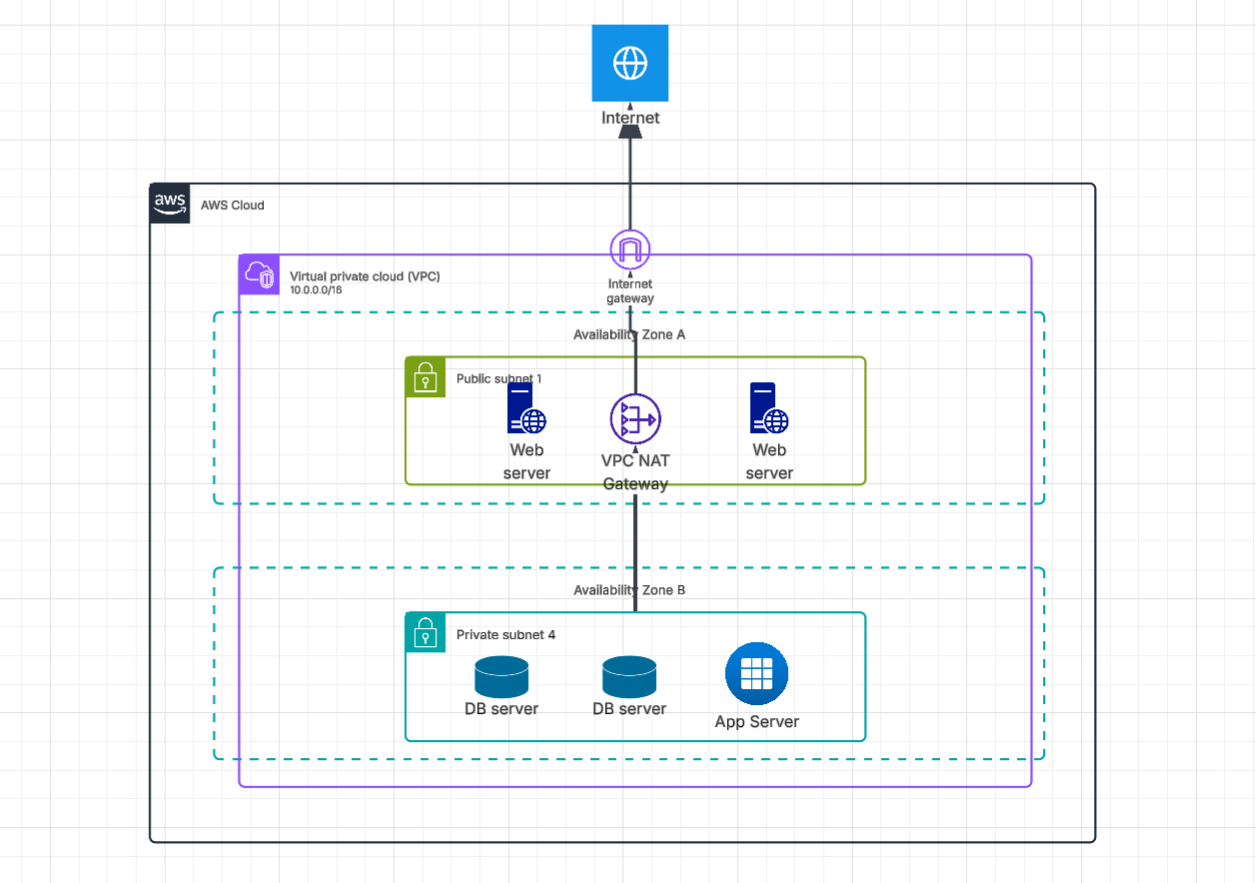 Internet
aws
AWS Cloud
Virtual private cloud (VPC)
10.0.0.0/16
Internet
gateway
Availability Zone A
Public subnet 1
Web
server
VPC NAT
Gateway
Web
server
Availability Zone B
Private subnet 4
DB server
DB server
App Server